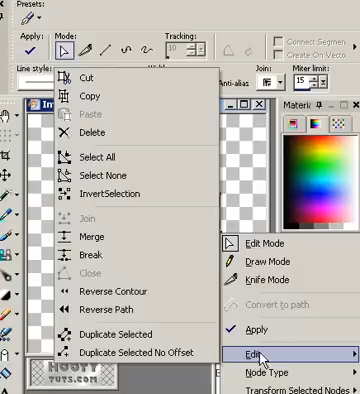 Presets:
Apply: Mode: Tracking:
10
Connect Segmen
Create On Vecto
Line style:
Anti-alias
Join: Miter limit:
15
Cut
Copy
Paste
Delete
Select All
Select None
InvertSelection
Join
Merge
Break
Close
Reverse Contour
Reverse Path
Duplicate Selected
Duplicate Selected No Offset
Materi
Edit Mode
Draw Mode
Knife Mode
Convert to path
Apply
Edit
Node Type
Transform Selected Nodes
HOOFY
TUTS.COM